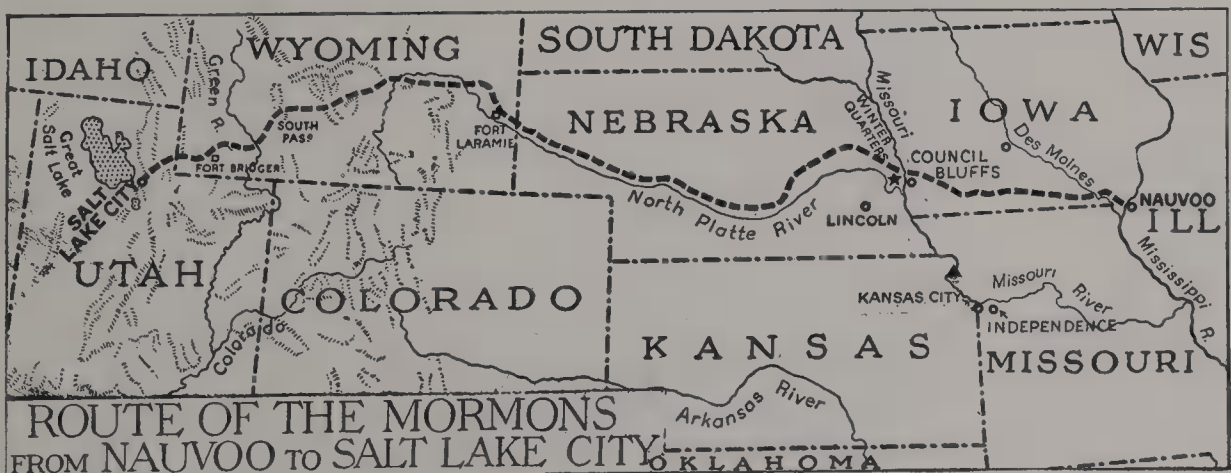 IDAHO
WYOMING
SOUTH DAKOTA
WIS
Green R.
NEBRASKA
IOWA
Missouri
WINTER
QUARTERS
Des Moines
SOUTH
PASS
FORT
LARAMIE
Great
Salt Lake
FORT BRIDGER
COUNCIL
BLUFFS
SALT
LAKE CITY
North Platte River
LINCOLN
NAUVOO
ILL
UTAH
COLORADO
Colorado
KANSAS CITY
Missouri River
INDEPENDENCE
Mississippi R.
KANSAS
MISSOURI
Arkansas River
OKLAHOMA
ROUTE OF THE MORMONS
FROM NAUVOO TO SALT LAKE CITY